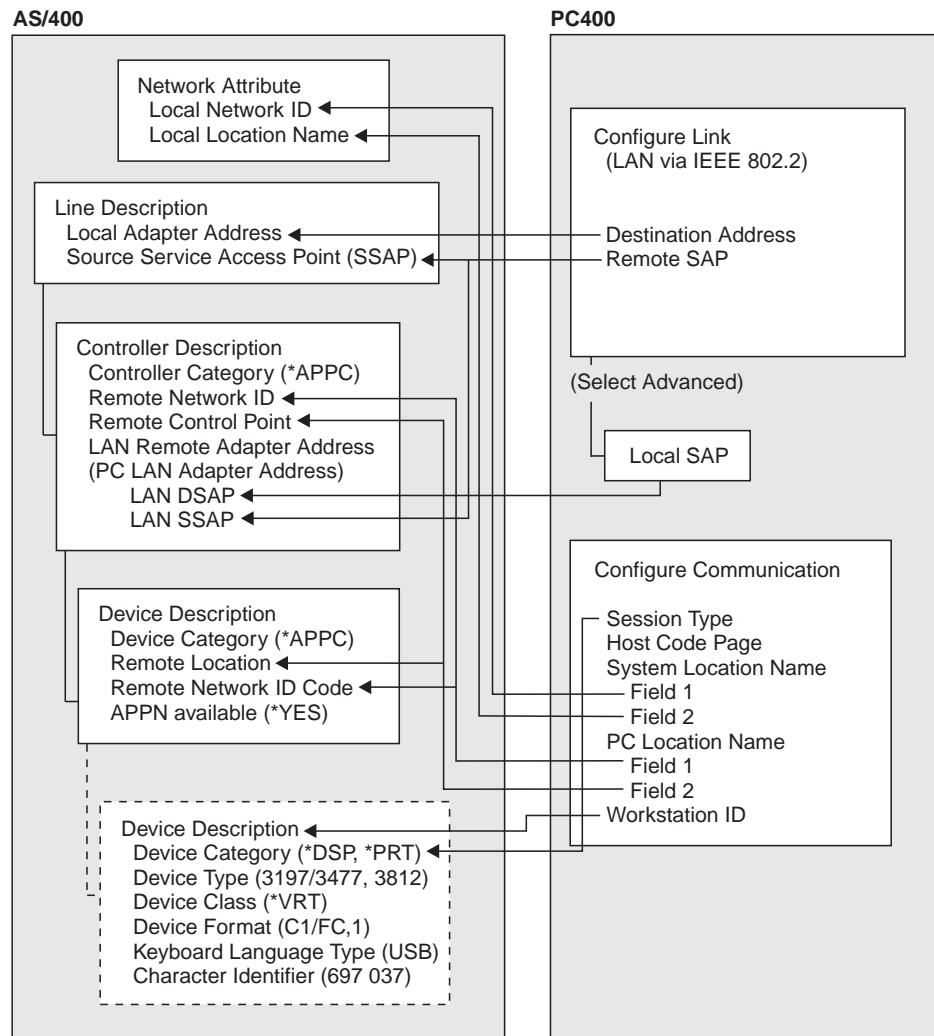 AS/400
Network Attribute
Local Network ID
Local Location Name
Line Description
Local Adapter Address
Source Service Access Point (SSAP)
Controller Description
Controller Category (*APPC)
Remote Network ID
Remote Control Point
LAN Remote Adapter Address
(PC LAN Adapter Address)
LAN DSAP
LAN SSAP
Device Description
Device Category (*APPC)
Remote Location
Remote Network ID Code
APPN available (*YES)
Device Description
Device Category (*DSP, *PRT)
Device Type (3197/3477, 3812)
Device Class (*VRT)
Device Format (C1/FC,1)
Keyboard Language Type (USB)
Character Identifier (697 037)
PC400
Configure Link
(LAN via IEEE 802.2)
Destination Address
Remote SAP
(Select Advanced)
Local SAP
Configure Communication
Session Type
Host Code Page
System Location Name
Field 1
Field 2
PC Location Name
Field 1
Field 2
Workstation ID